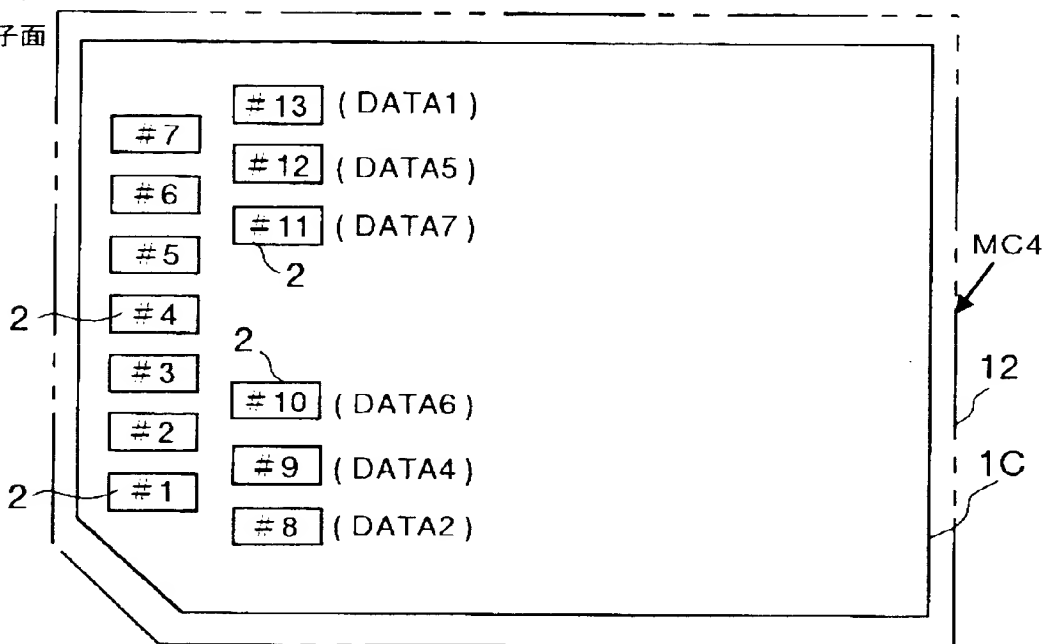 子面
#13 (DATA1)
#7
#12 (DATA5)
#6
#11 (DATA7)
#5
2
MC4
2 #4
2
#3
12
#10 (DATA6)
#2
#9 (DATA4)
1C
2 #1
#8 (DATA2)